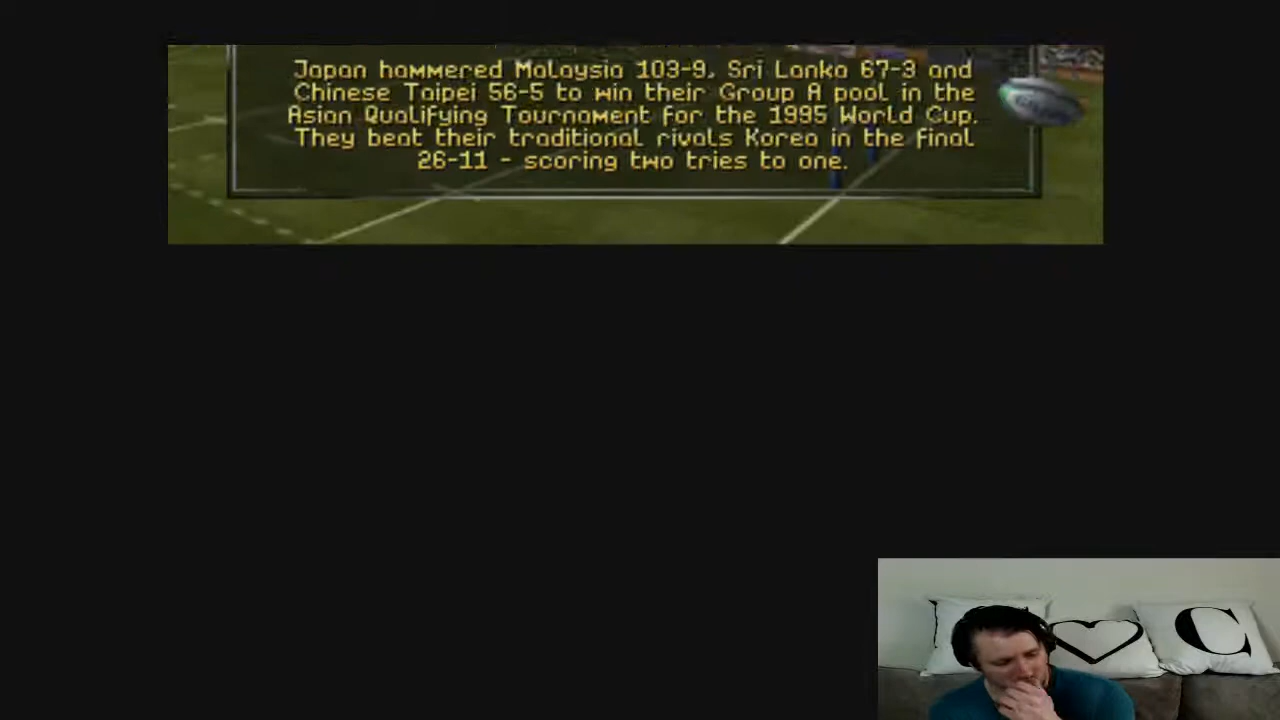 Japan hammered Malaysia 103-9, Sri Lanka 67-3 and
Chinese Taipei 56-5 to win their Group A pool in the
Asian Qualifying Tournament for the 1995 World Cup.
They beat their traditional rivals Korea in the final
26-11 - scoring two tries to one.
C